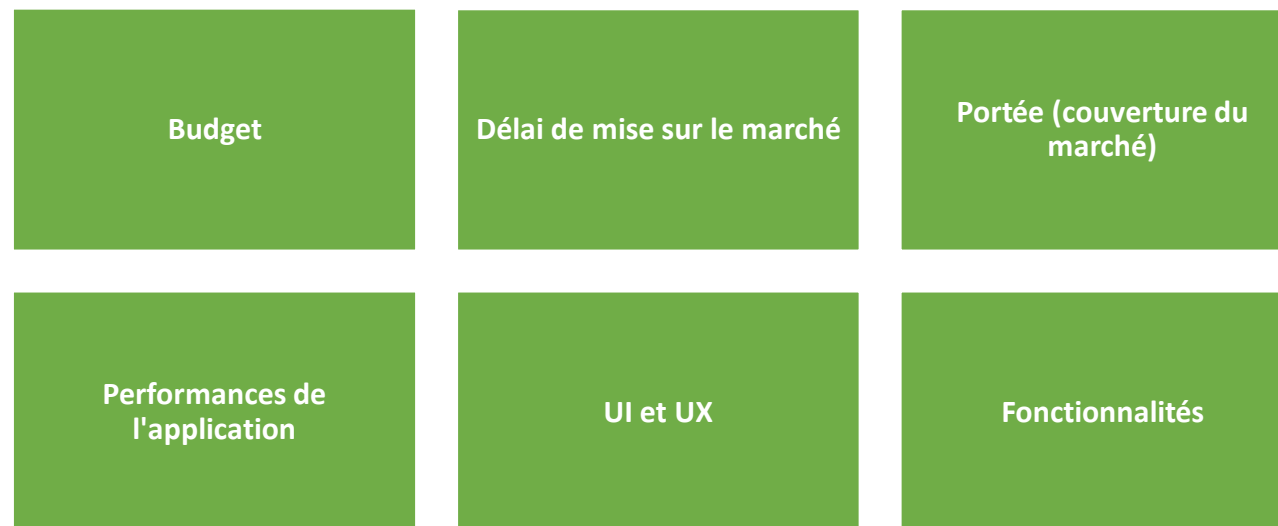 Budget
Délai de mise sur le marché
Portée (couverture du
marché)
Performances de
l'application
UI et UX
Fonctionnalités